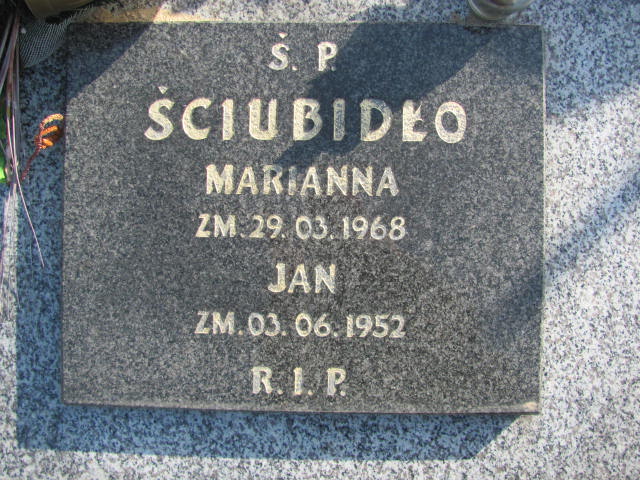 Ś. P.
ŚCIUBIDŁO
MARIANNA
ZM. 29. 03. 1968
JAN
ZM. 03. 06. 1952
R. I. P.